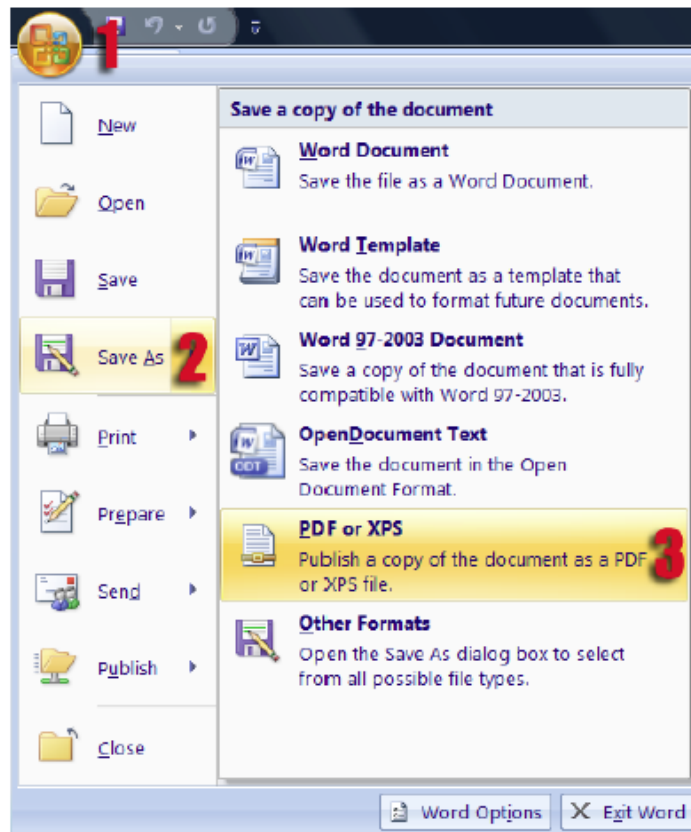 1
New
Open
Save
Save As 2
Print
Prepare
Send
Publish
Close
Save a copy of the document
Word Document
Save the file as a Word Document.
Word Template
Save the document as a template that
can be used to format future documents.
Word 97-2003 Document
Save a copy of the document that is fully
compatible with Word 97-2003.
OpenDocument Text
Save the document in the Open
Document Format.
PDF or XPS
Publish a copy of the document as a PDF 3
or XPS file.
Other Formats
Open the Save As dialog box to select
from all possible file types.
Word Options
X Exit Word